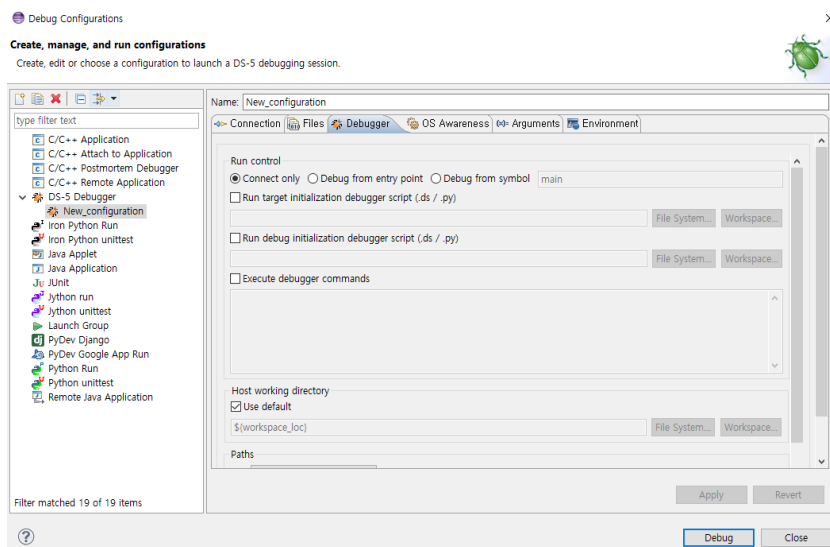 Debug Configurations
Create, manage, and run configurations
Create, edit or choose a configuration to launch a DS-5 debugging session.
type filter text
C/C++ Application
C/C++ Attach to Application
C/C++ Postmortem Debugger
C/C++ Remote Application
DS-5 Debugger
New_configuration
Iron Python Run
Iron Python unittest
Java Applet
Java Application
JUnit
Jython run
Jython unittest
Launch Group
PyDev Django
PyDev Google App Run
Python Run
Python unittest
Remote Java Application
Filter matched 19 of 19 items
Name: New_configuration
Connection Files Debugger OS Awareness Arguments Environment
Run control
Connect only Debug from entry point Debug from symbol main
Run target initialization debugger script (.ds / .py)
File System... Workspace...
Run debug initialization debugger script (.ds / .py)
File System... Workspace...
Execute debugger commands
Host working directory
Use default
${workspace_loc}
File System... Workspace...
Paths
Apply Revert
Debug Close